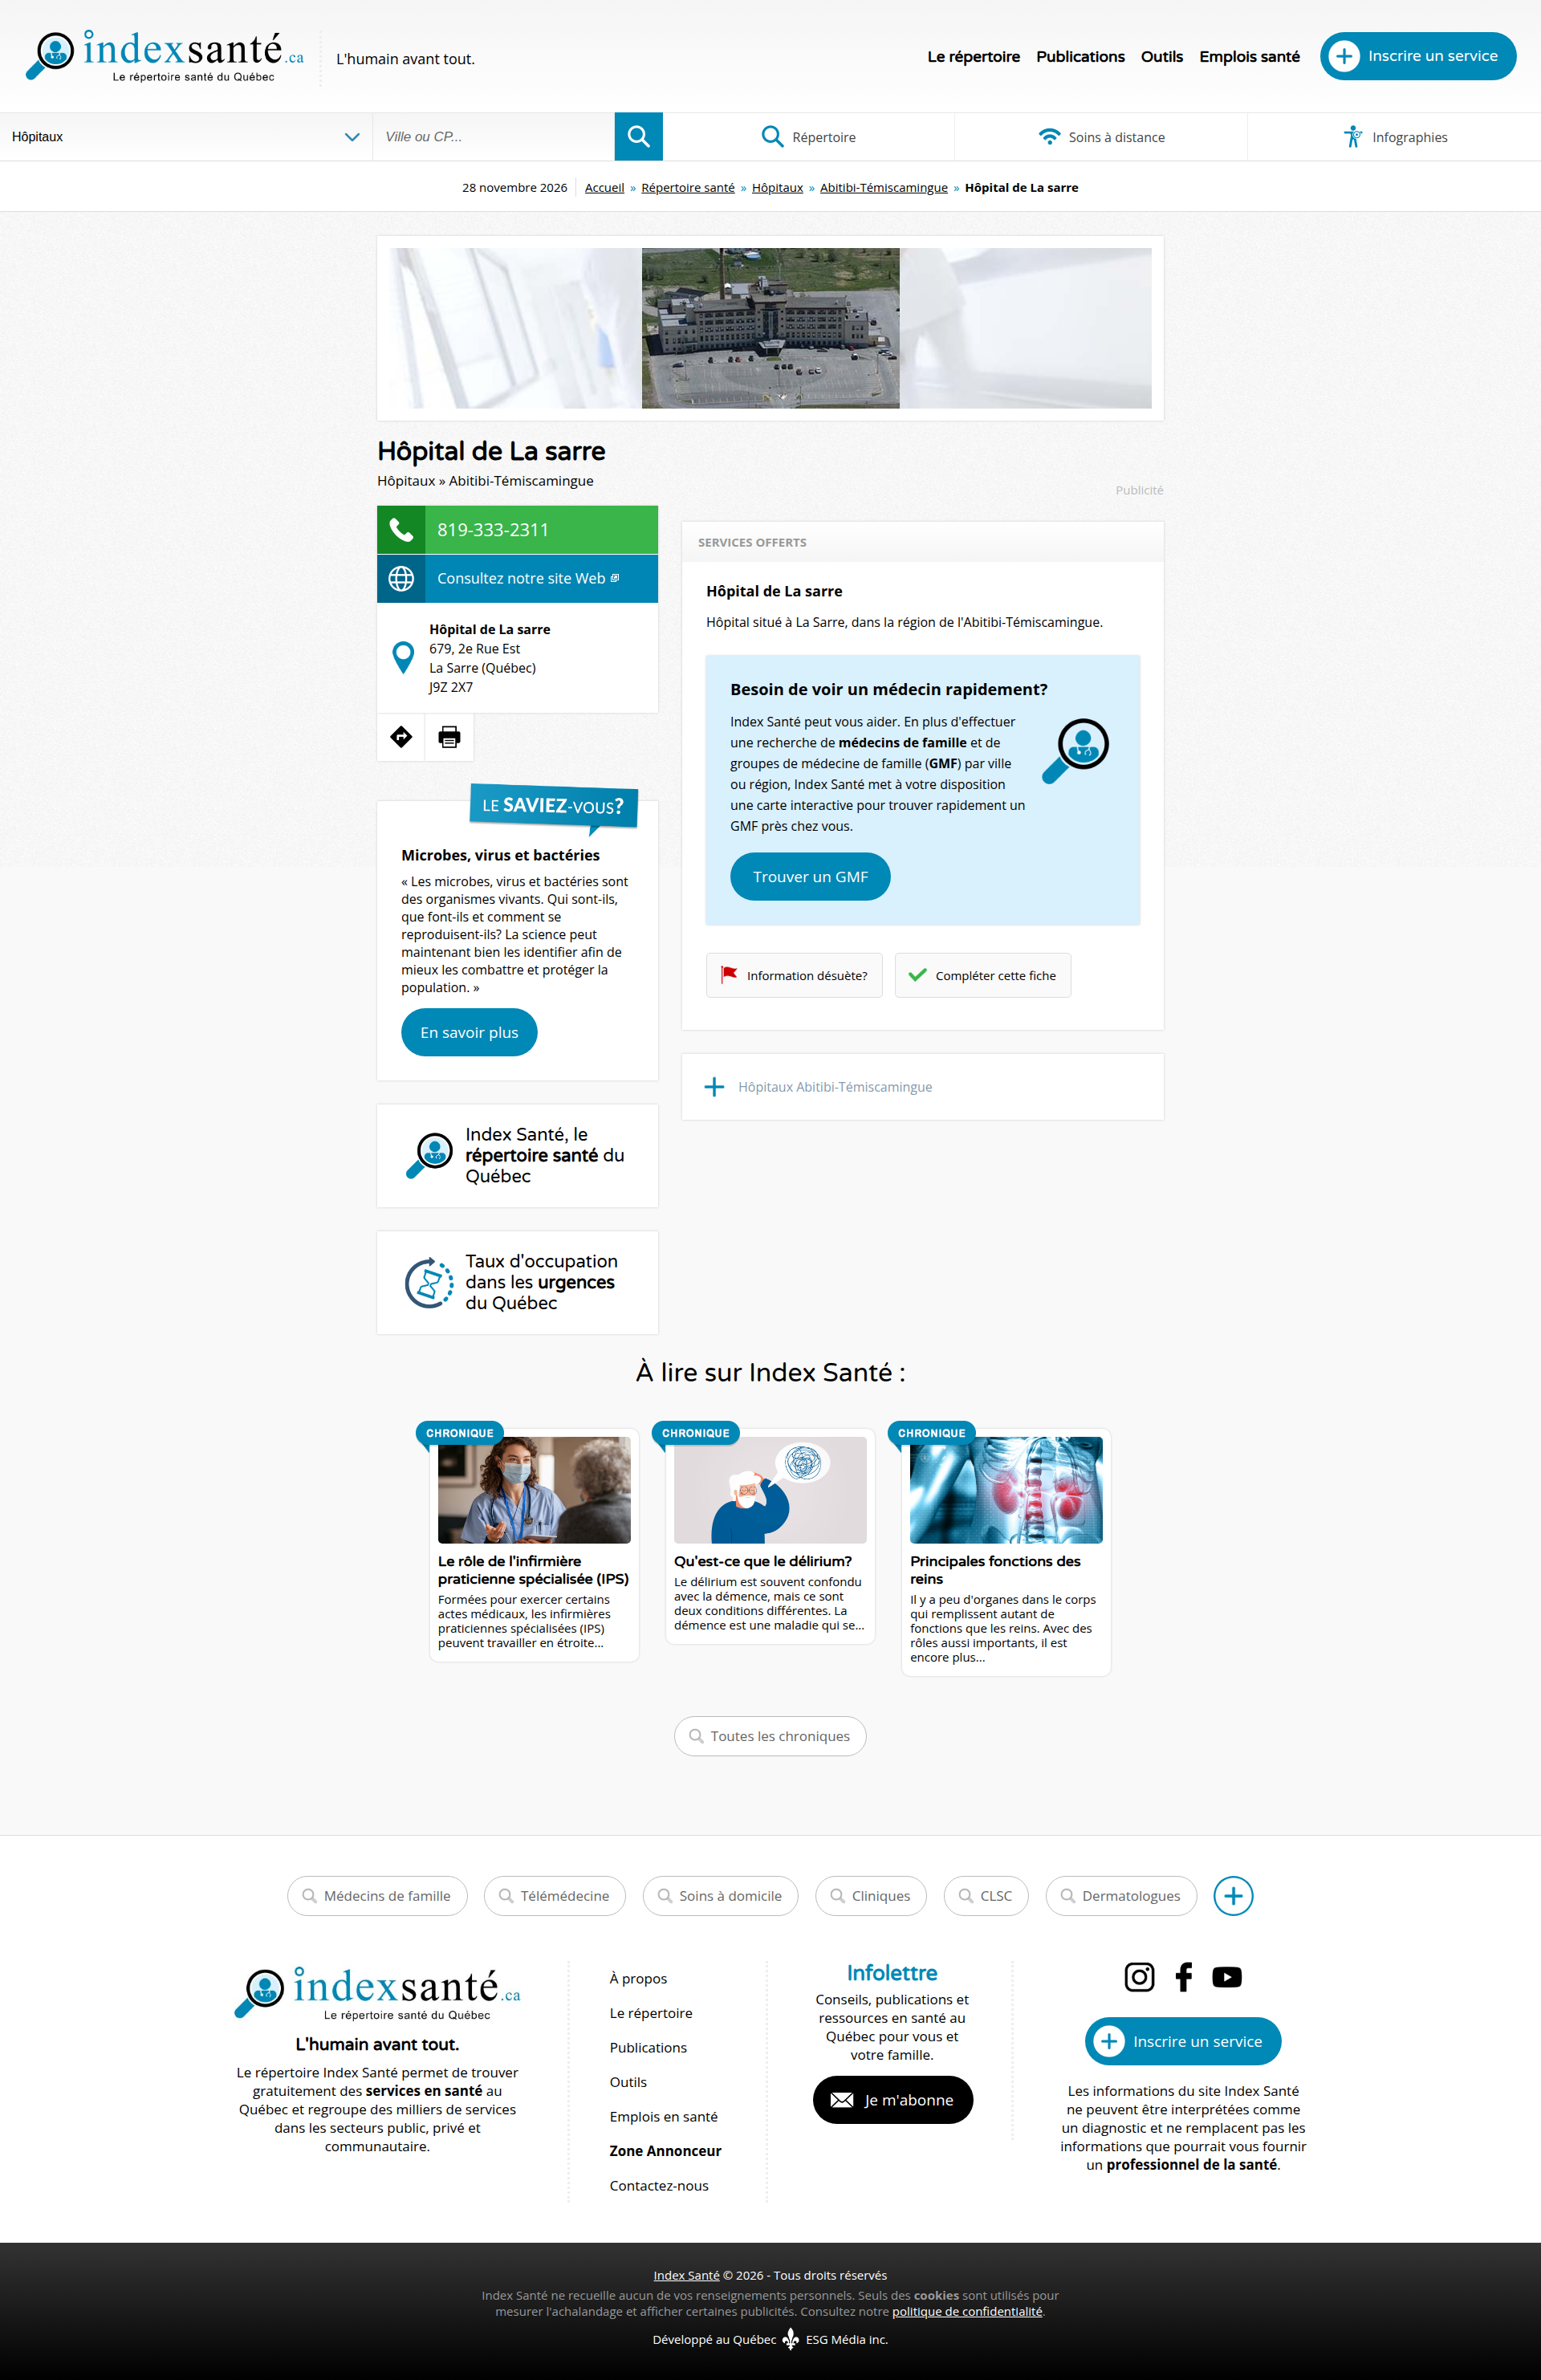 indexsanté.ca
Le répertoire santé du Québec
L'humain avant tout.
Le répertoire
Publications
Outils
Emplois santé
Inscrire un service
Hôpitaux
Ville ou CP...
Répertoire
Soins à distance
Infographies
28 novembre 2026
Accueil » Répertoire santé » Hôpitaux » Abitibi-Témiscamingue » Hôpital de La sarre
Hôpital de La sarre
Hôpitaux » Abitibi-Témiscamingue
Publicité
819-333-2311
Consultez notre site Web
Hôpital de La sarre
679, 2e Rue Est
La Sarre (Québec)
J9Z 2X7
LE SAVIEZ-VOUS?
Microbes, virus et bactéries
« Les microbes, virus et bactéries sont
des organismes vivants. Qui sont-ils,
que font-ils et comment se
reproduisent-ils? La science peut
maintenant bien les identifier afin de
mieux les combattre et protéger la
population. »
En savoir plus
Index Santé, le
répertoire santé du
Québec
Taux d'occupation
dans les urgences
du Québec
SERVICES OFFERTS
Hôpital de La sarre
Hôpital situé à La Sarre, dans la région de l'Abitibi-Témiscamingue.
Besoin de voir un médecin rapidement?
Index Santé peut vous aider. En plus d'effectuer
une recherche de médecins de famille et de
groupes de médecine de famille (GMF) par ville
ou région, Index Santé met à votre disposition
une carte interactive pour trouver rapidement un
GMF près chez vous.
Trouver un GMF
Information désuète?
Compléter cette fiche
Hôpitaux Abitibi-Témiscamingue
À lire sur Index Santé :
CHRONIQUE
Le rôle de l'infirmière
praticienne spécialisée (IPS)
Formées pour exercer certains
actes médicaux, les infirmières
praticiennes spécialisées (IPS)
peuvent travailler en étroite...
CHRONIQUE
Qu'est-ce que le délirium?
Le délirium est souvent confondu
avec la démence, mais ce sont
deux conditions différentes. La
démence est une maladie qui se...
CHRONIQUE
Principales fonctions des
reins
Il y a peu d'organes dans le corps
qui remplissent autant de
fonctions que les reins. Avec des
rôles aussi importants, il est
encore plus...
Toutes les chroniques
Médecins de famille
Télémédecine
Soins à domicile
Cliniques
CLSC
Dermatologues
indexsanté.ca
Le répertoire santé du Québec
L'humain avant tout.
Le répertoire Index Santé permet de trouver
gratuitement des services en santé au
Québec et regroupe des milliers de services
dans les secteurs public, privé et
communautaire.
À propos
Le répertoire
Publications
Outils
Emplois en santé
Zone Annonceur
Contactez-nous
Infolettre
Conseils, publications et
ressources en santé au
Québec pour vous et
votre famille.
Je m'abonne
Inscrire un service
Les informations du site Index Santé
ne peuvent être interprétées comme
un diagnostic et ne remplacent pas les
informations que pourrait vous fournir
un professionnel de la santé.
Index Santé © 2026 - Tous droits réservés
Index Santé ne recueille aucun de vos renseignements personnels. Seuls des cookies sont utilisés pour
mesurer l'achalandage et afficher certaines publicités. Consultez notre politique de confidentialité.
Développé au Québec ESG Média inc.